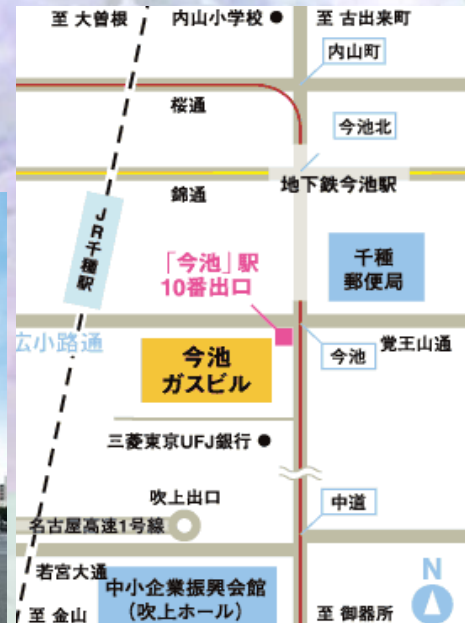 至 大曽根
内山小学校
至 古出来町
内山町
桜通
今池北
地下鉄今池駅
錦通
JR千種駅
「今池」駅
10番出口
千種
郵便局
広小路通
今池
覚王山通
今池
ガスビル
三菱東京UFJ銀行
吹上出口
中道
名古屋高速1号線
若宮大通
中小企業振興会館
(吹上ホール)
至 金山
至 御器所
N